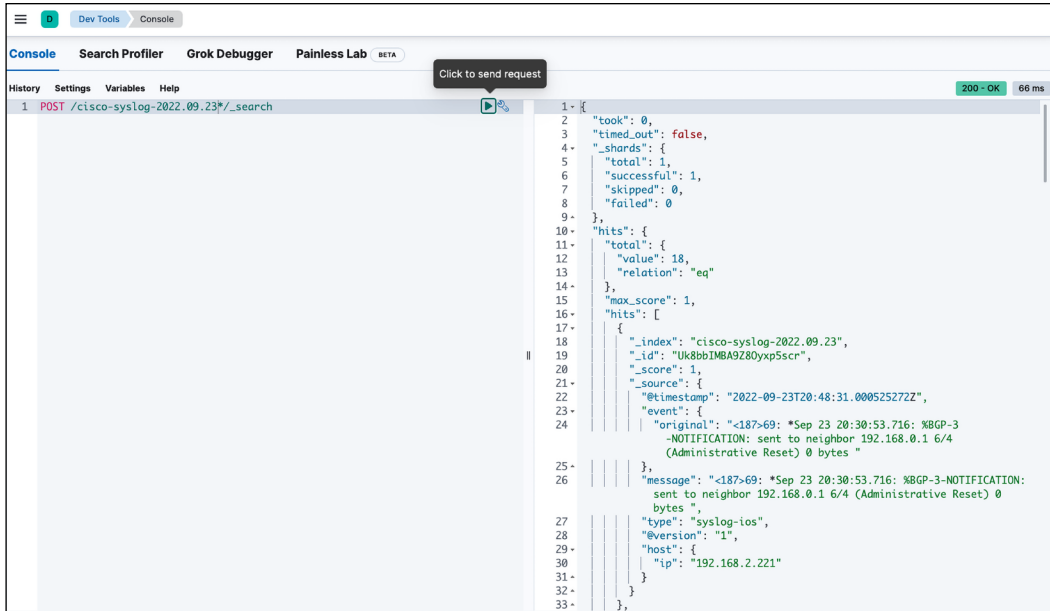 D Dev Tools Console
Console Search Profiler Grok Debugger Painless Lab BETA
Click to send request
History Settings Variables Help
200 - OK 66 ms
1 POST /cisco-syslog-2022.09.23*/_search
1 {
2 "took": 0,
3 "timed_out": false,
4 "_shards": {
5 "total": 1,
6 "successful": 1,
7 "skipped": 0,
8 "failed": 0
9 },
10 "hits": {
11 "total": {
12 "value": 18,
13 "relation": "eq"
14 },
15 "max_score": 1,
16 "hits": [
17 {
18 "_index": "cisco-syslog-2022.09.23",
19 "_id": "Uk8bbIMBA9Z8Oyxp5scr",
20 "_score": 1,
21 "_source": {
22 "@timestamp": "2022-09-23T20:48:31.000525272Z",
23 "event": {
24 "original": "<187>69: *Sep 23 20:30:53.716: %BGP-3
-NOTIFICATION: sent to neighbor 192.168.0.1 6/4
(Administrative Reset) 0 bytes "
25 },
26 "message": "<187>69: *Sep 23 20:30:53.716: %BGP-3-NOTIFICATION:
sent to neighbor 192.168.0.1 6/4 (Administrative Reset) 0
bytes ",
27 "type": "syslog-ios",
28 "@version": "1",
29 "host": {
30 "ip": "192.168.2.221"
31 }
32 }
33 },